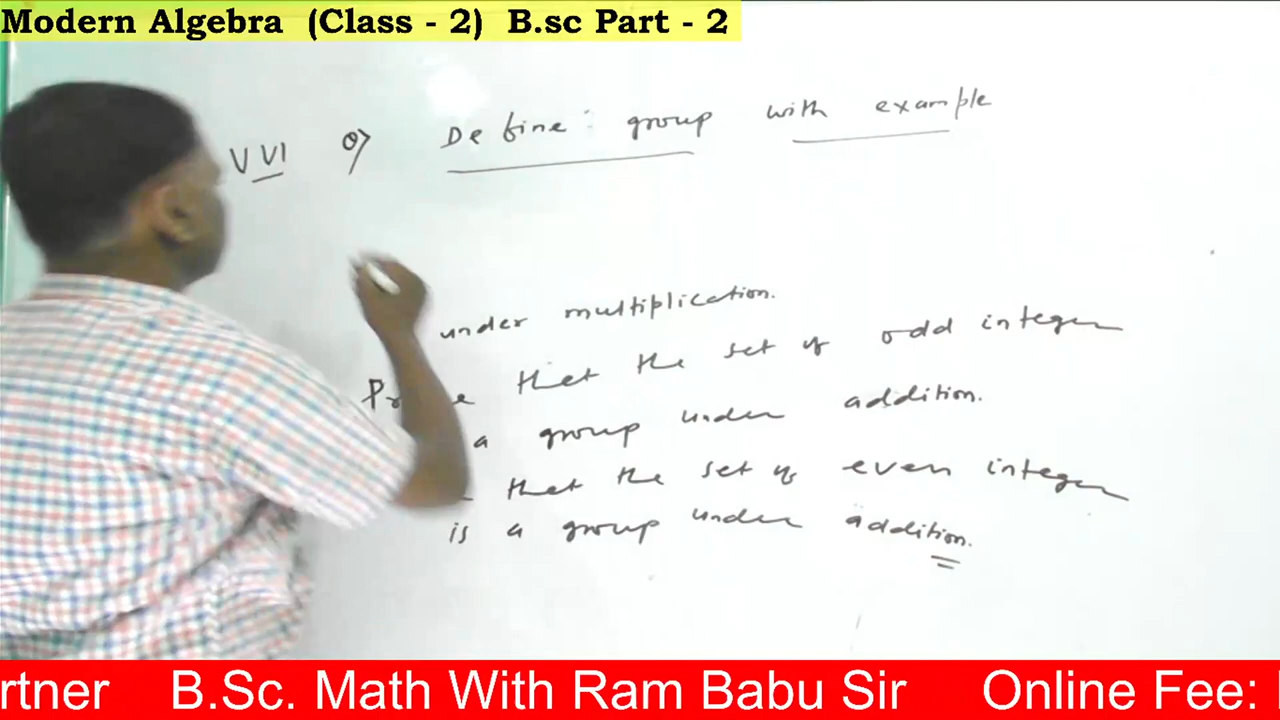 Modern Algebra (Class - 2) B.sc Part - 2
VVI Q) Define: group with example
under multiplication.
that the set of odd integer
a group under addition.
that the set of even integer
is a group under addition.
rtner B.Sc. Math With Ram Babu Sir Online Fee: